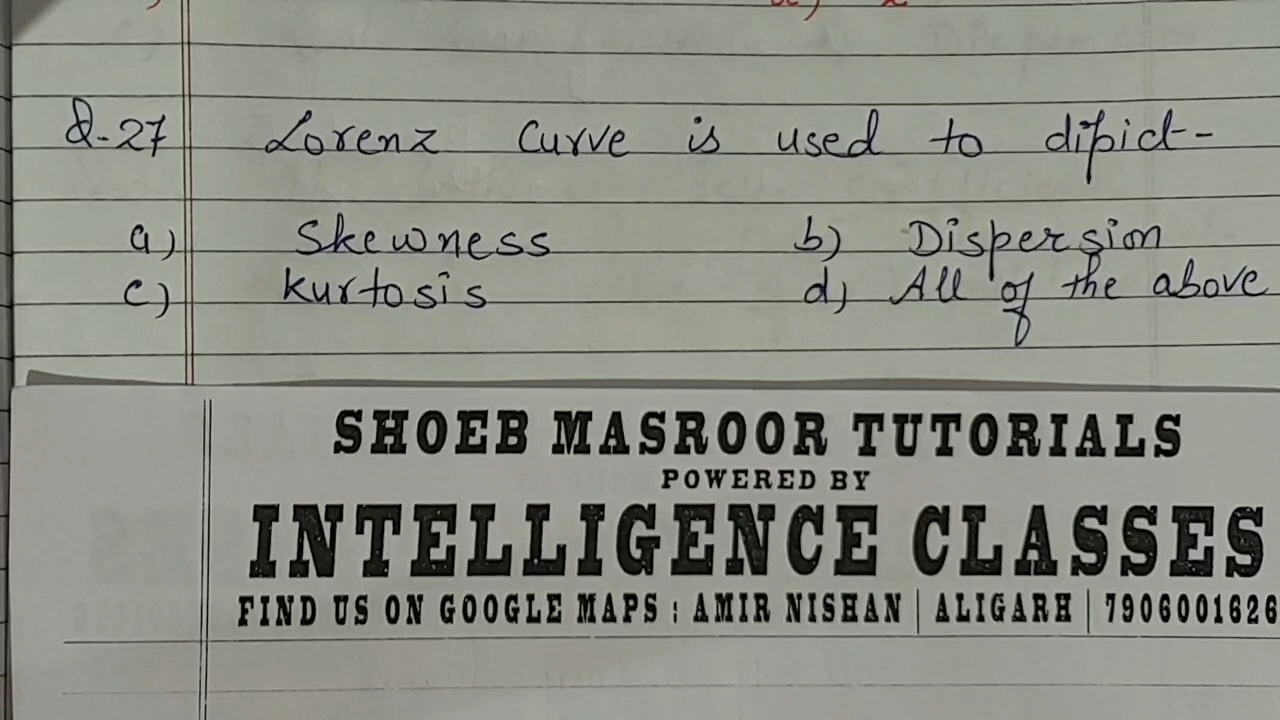 Q-27 Lorenz Curve is used to dipict-
a) Skewness b) Dispersion
c) kurtosis d) All of the above
SHOEB MASROOR TUTORIALS
POWERED BY
INTELLIGENCE CLASSES
FIND US ON GOOGLE MAPS : AMIR NISHAN | ALIGARH | 7906001626